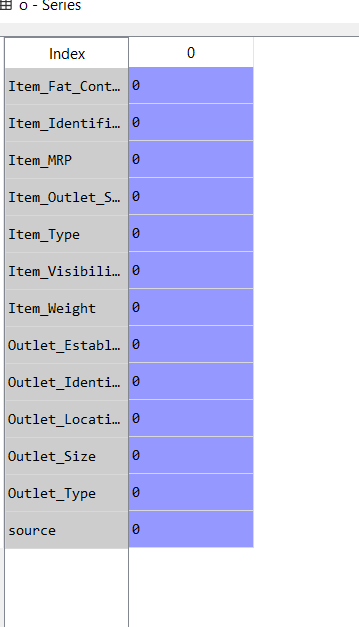 o - Series
Index 0
Item_Fat_Cont… 0
Item_Identifi… 0
Item_MRP 0
Item_Outlet_S… 0
Item_Type 0
Item_Visibili… 0
Item_Weight 0
Outlet_Establ… 0
Outlet_Identi… 0
Outlet_Locati… 0
Outlet_Size 0
Outlet_Type 0
source 0